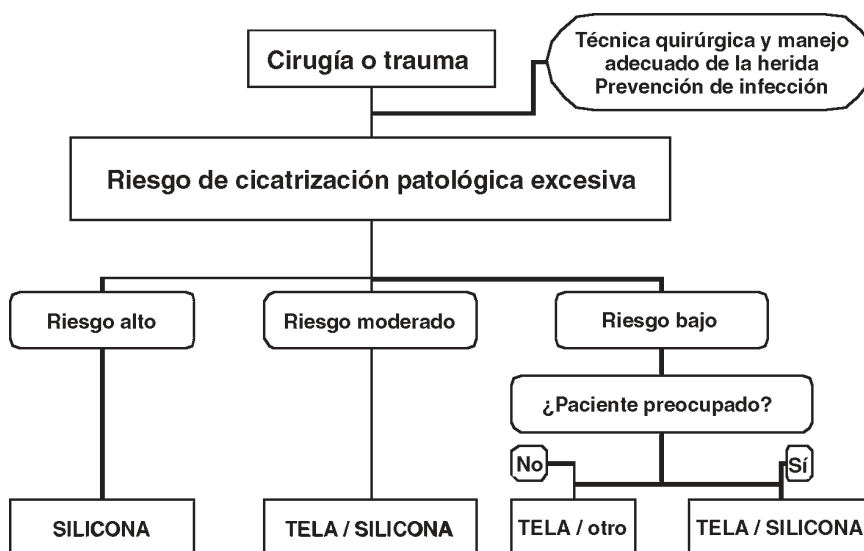 Cirugía o trauma
Técnica quirúrgica y manejo
adecuado de la herida
Prevención de infección
Riesgo de cicatrización patológica excesiva
Riesgo alto
Riesgo moderado
Riesgo bajo
¿Paciente preocupado?
No
Sí
SILICONA
TELA / SILICONA
TELA / otro
TELA / SILICONA